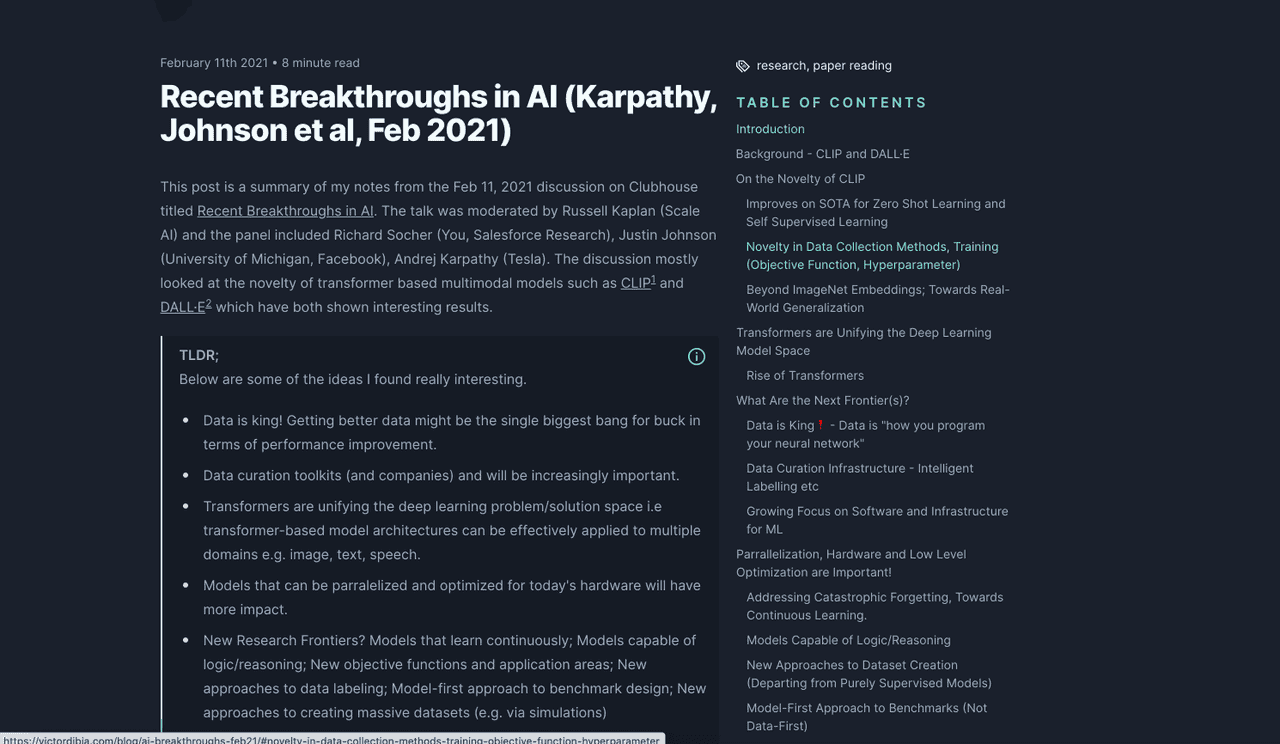 February 11th 2021 • 8 minute read
Recent Breakthroughs in AI (Karpathy,
Johnson et al, Feb 2021)
This post is a summary of my notes from the Feb 11, 2021 discussion on Clubhouse
titled Recent Breakthroughs in AI. The talk was moderated by Russell Kaplan (Scale
AI) and the panel included Richard Socher (You, Salesforce Research), Justin Johnson
(University of Michigan, Facebook), Andrej Karpathy (Tesla). The discussion mostly
looked at the novelty of transformer based multimodal models such as CLIP1 and
DALL·E2 which have both shown interesting results.
TLDR;
Below are some of the ideas I found really interesting.
• Data is king! Getting better data might be the single biggest bang for buck in
terms of performance improvement.
• Data curation toolkits (and companies) and will be increasingly important.
• Transformers are unifying the deep learning problem/solution space i.e
transformer-based model architectures can be effectively applied to multiple
domains e.g. image, text, speech.
• Models that can be parralelized and optimized for today's hardware will have
more impact.
• New Research Frontiers? Models that learn continuously; Models capable of
logic/reasoning; New objective functions and application areas; New
approaches to data labeling; Model-first approach to benchmark design; New
approaches to creating massive datasets (e.g. via simulations)
research, paper reading
TABLE OF CONTENTS
Introduction
Background - CLIP and DALL·E
On the Novelty of CLIP
Improves on SOTA for Zero Shot Learning and
Self Supervised Learning
Novelty in Data Collection Methods, Training
(Objective Function, Hyperparameter)
Beyond ImageNet Embeddings; Towards Real-
World Generalization
Transformers are Unifying the Deep Learning
Model Space
Rise of Transformers
What Are the Next Frontier(s)?
Data is King❗ - Data is "how you program
your neural network"
Data Curation Infrastructure - Intelligent
Labelling etc
Growing Focus on Software and Infrastructure
for ML
Parrallelization, Hardware and Low Level
Optimization are Important!
Addressing Catastrophic Forgetting, Towards
Continuous Learning.
Models Capable of Logic/Reasoning
New Approaches to Dataset Creation
(Departing from Purely Supervised Models)
Model-First Approach to Benchmarks (Not
Data-First)
https://victordibia.com/blog/ai-breakthroughs-feb21/#novelty-in-data-collection-methods-training-objective-function-hyperparameter